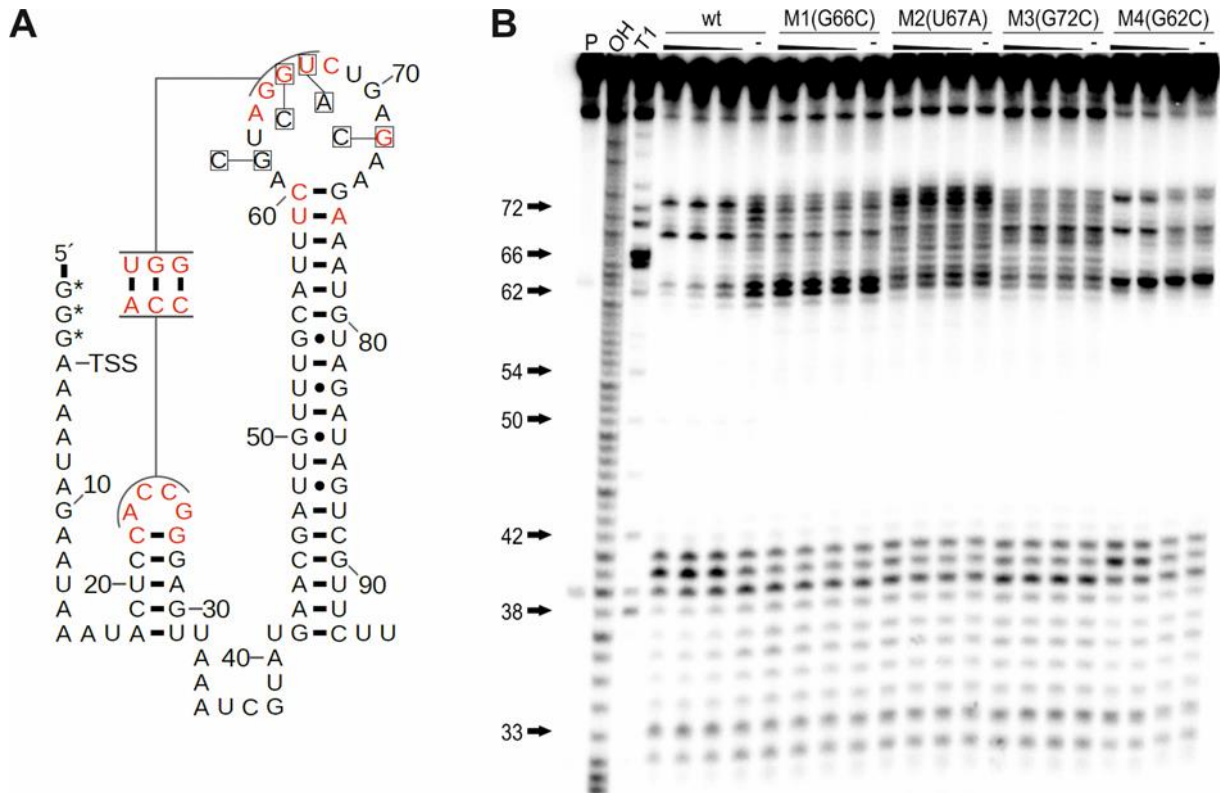 A
5´
G*
G*
G*
A–TSS
A
A
A
U
A
G
10
A
A
U
A
A A U A
C
U
20
C
C
A
C
C
G
G
G
A
G
30
U U
A
A
A U C G
U
A
40
U G
A
A
C
G
A
U
U
G
50
U
U
U
G
C
A
U
U
U
C
60
A
G
C
U
A
G
G
C
U
A
C
U
G
70
A
G
C
A
A
G
A
A
A
U
G
U
80
A
G
A
U
A
G
U
C
G
U
90
U
C U U
U G G
A C C
B
wt M1(G66C) M2(U67A) M3(G72C) M4(G62C)
P OH T1 - - - - -
72
66
62
54
50
42
38
33